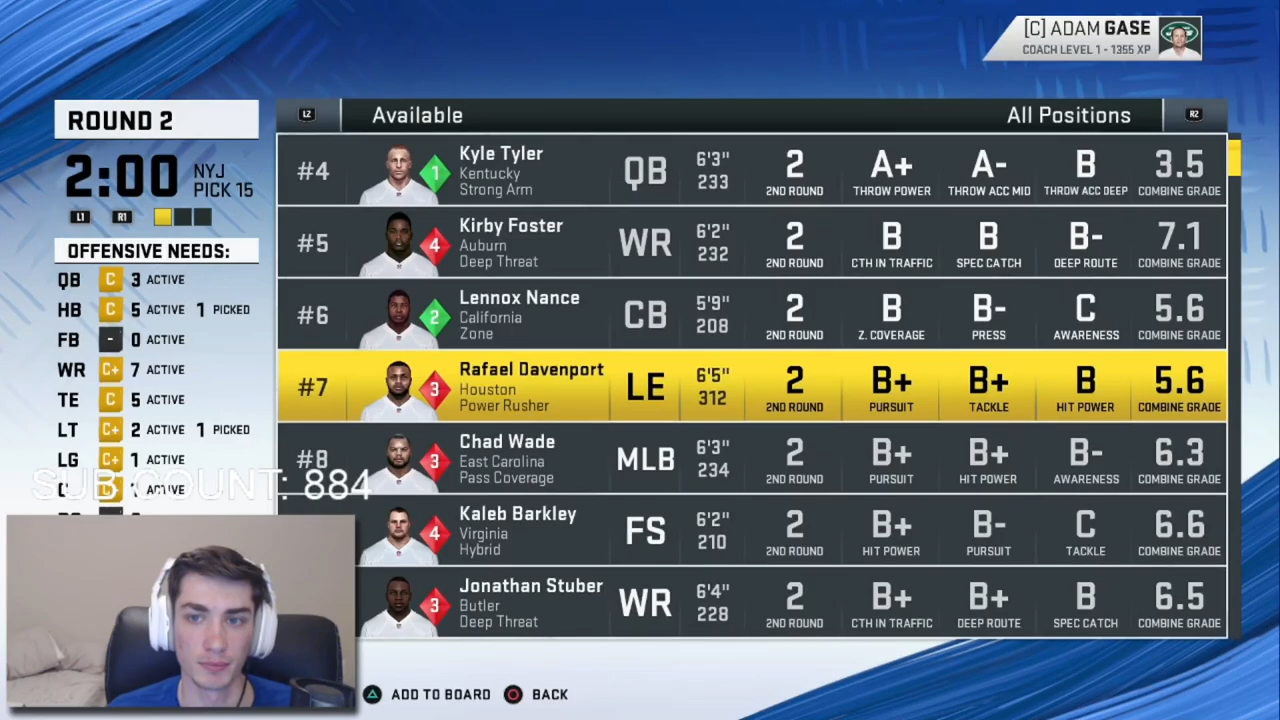 [C] ADAM GASE
COACH LEVEL 1 - 1355 XP
ROUND 2
2:00
NYJ
PICK 15
L1
R1
OFFENSIVE NEEDS:
QB C 3 ACTIVE
HB C 5 ACTIVE 1 PICKED
FB - 0 ACTIVE
WR C+ 7 ACTIVE
TE C 5 ACTIVE
LT C+ 2 ACTIVE 1 PICKED
LG C+ 1 ACTIVE
SUB COUNT: 884
L2
Available
All Positions
R2
#4
1
Kyle Tyler
Kentucky
Strong Arm
QB
6'3"
233
2
2ND ROUND
A+
THROW POWER
A-
THROW ACC MID
B
THROW ACC DEEP
3.5
COMBINE GRADE
#5
4
Kirby Foster
Auburn
Deep Threat
WR
6'2"
232
2
2ND ROUND
B
CTH IN TRAFFIC
B
SPEC CATCH
B-
DEEP ROUTE
7.1
COMBINE GRADE
#6
2
Lennox Nance
California
Zone
CB
5'9"
208
2
2ND ROUND
B
Z. COVERAGE
B-
PRESS
C
AWARENESS
5.6
COMBINE GRADE
#7
3
Rafael Davenport
Houston
Power Rusher
LE
6'5"
312
2
2ND ROUND
B+
PURSUIT
B+
TACKLE
B
HIT POWER
5.6
COMBINE GRADE
#8
3
Chad Wade
East Carolina
Pass Coverage
MLB
6'3"
234
2
2ND ROUND
B+
PURSUIT
B+
HIT POWER
B-
AWARENESS
6.3
COMBINE GRADE
4
Kaleb Barkley
Virginia
Hybrid
FS
6'2"
210
2
2ND ROUND
B+
HIT POWER
B-
PURSUIT
C
TACKLE
6.6
COMBINE GRADE
3
Jonathan Stuber
Butler
Deep Threat
WR
6'4"
228
2
2ND ROUND
B+
CTH IN TRAFFIC
B+
DEEP ROUTE
B
SPEC CATCH
6.5
COMBINE GRADE
ADD TO BOARD
BACK